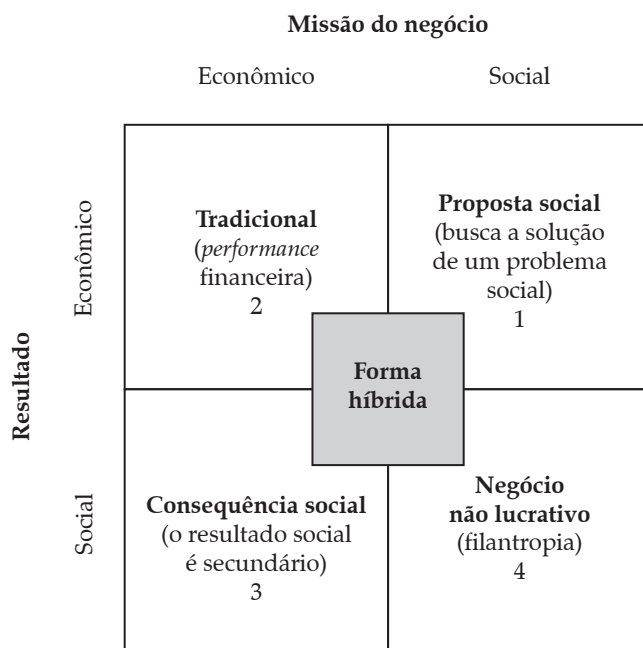 Missão do negócio
Econômico
Social
Resultado
Econômico
Tradicional
(performance
financeira)
2
Proposta social
(busca a solução
de um problema
social)
1
Forma
híbrida
Social
Consequência social
(o resultado social
é secundário)
3
Negócio
não lucrativo
(filantropia)
4